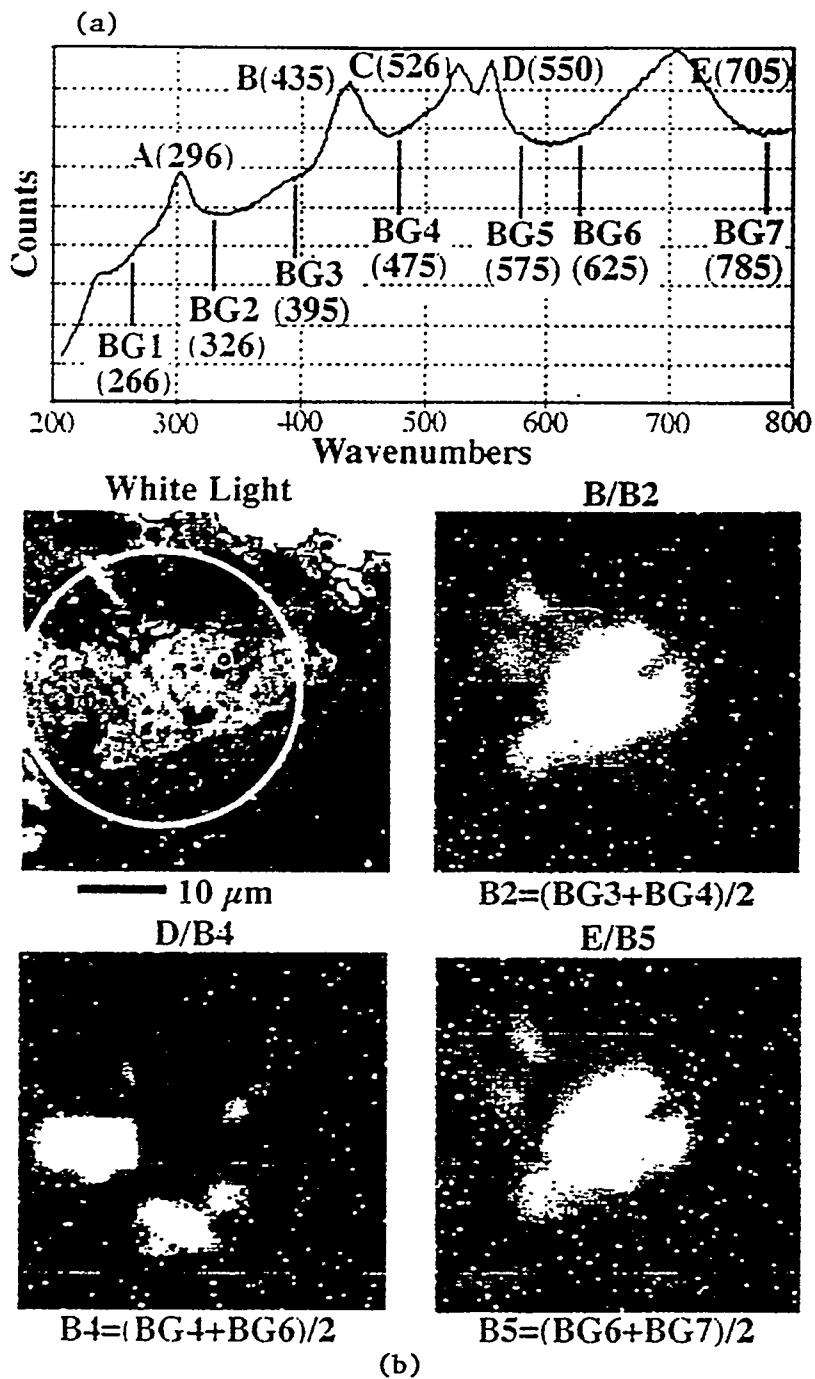 (a)
B(435) C(526) D(550) E(705)
A(296)
Counts
BG4 BG5 BG6 BG7
(475) (575) (625) (785)
BG3
(395)
BG2
(326)
BG1
(266)
200 300 400 500 600 700 800
Wavenumbers
White Light B/B2
10 μm B2=(BG3+BG4)/2
D/B4 E/B5
B4=(BG4+BG6)/2 B5=(BG6+BG7)/2
(b)